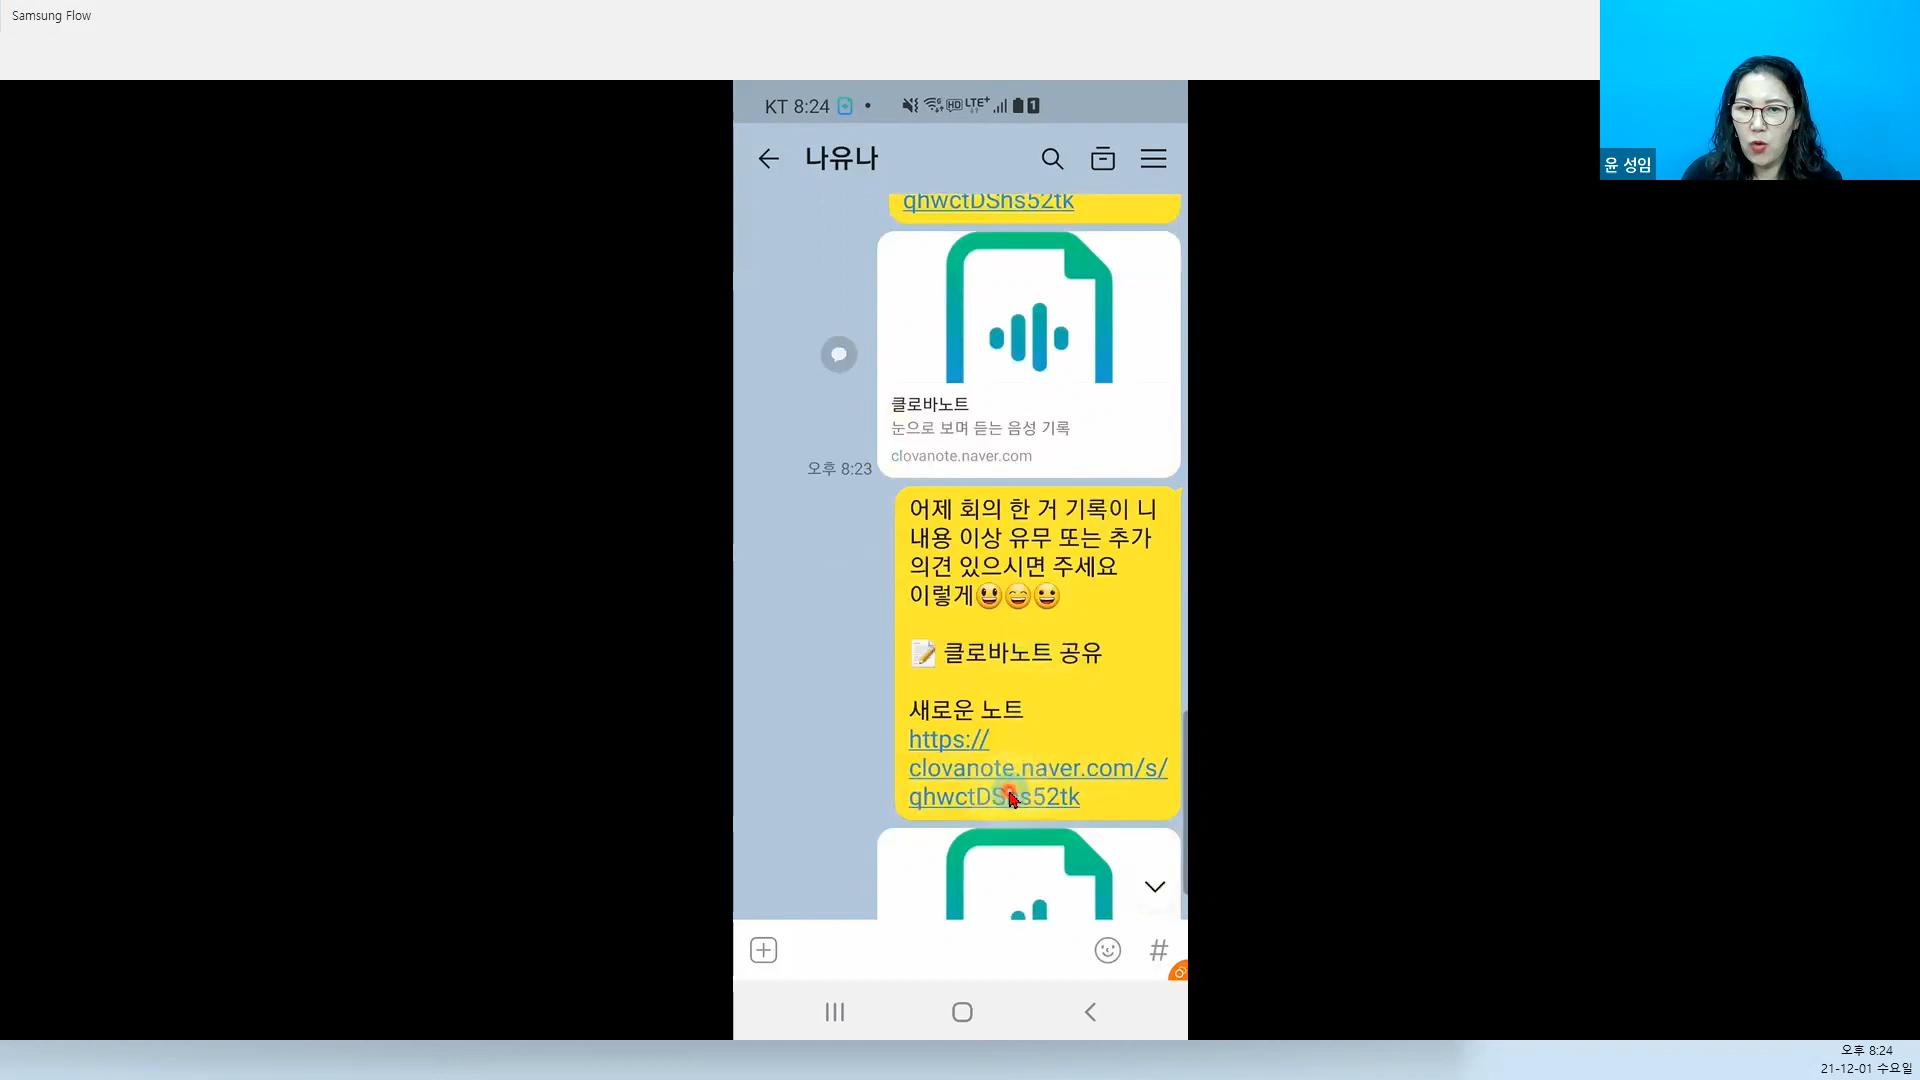 Samsung Flow
윤 성임
KT 8:24
HD LTE+
1
나유나
qhwctDShs52tk
클로바노트
눈으로 보며 듣는 음성 기록
clovanote.naver.com
오후 8:23
어제 회의 한 거 기록이 니
내용 이상 유무 또는 추가
의견 있으시면 주세요
이렇게😃😄😀
📝 클로바노트 공유
새로운 노트
https://
clovanote.naver.com/s/
qhwctDShs52tk
#
오후 8:24
21-12-01 수요일